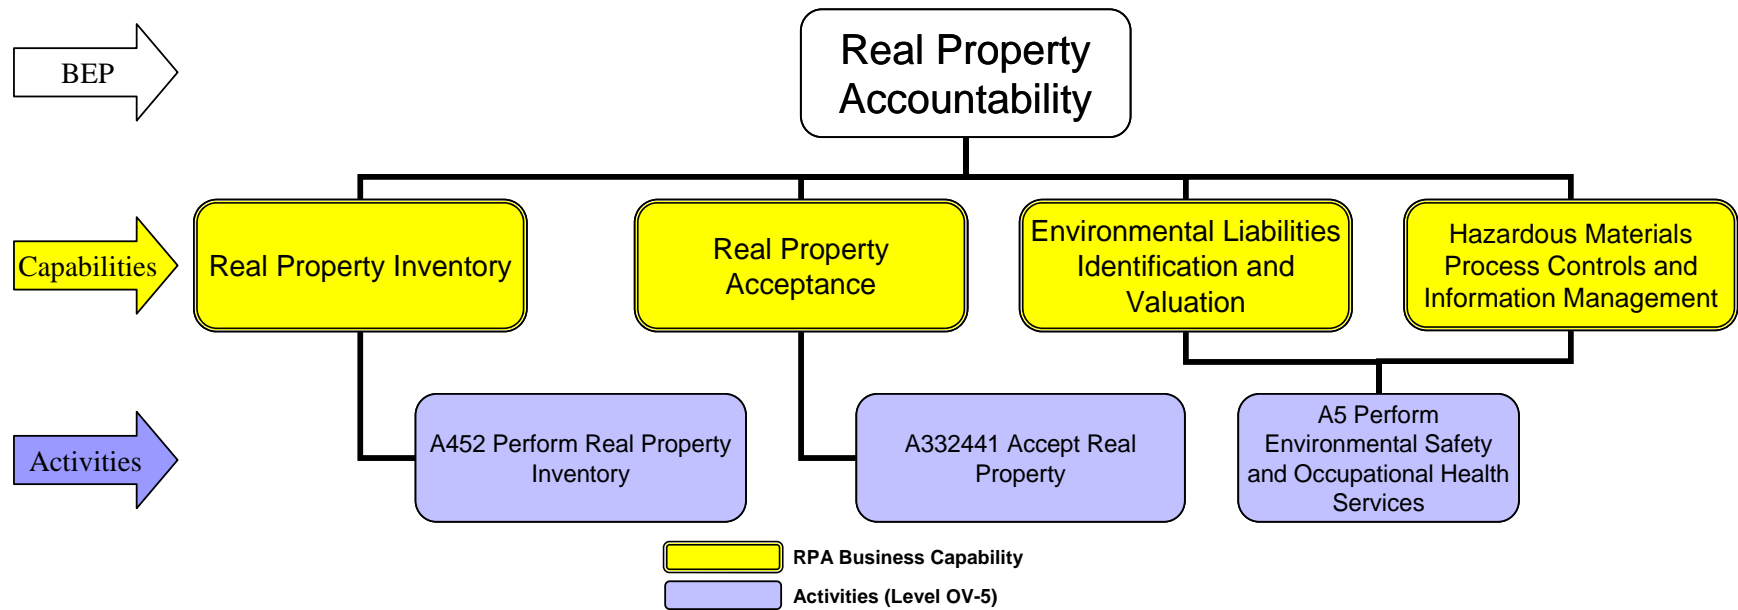 BEP
Real Property
Accountability
Capabilities
Real Property Inventory
Real Property
Acceptance
Environmental Liabilities
Identification and
Valuation
Hazardous Materials
Process Controls and
Information Management
Activities
A452 Perform Real Property
Inventory
A332441 Accept Real
Property
A5 Perform
Environmental Safety
and Occupational Health
Services
RPA Business Capability
Activities (Level OV-5)